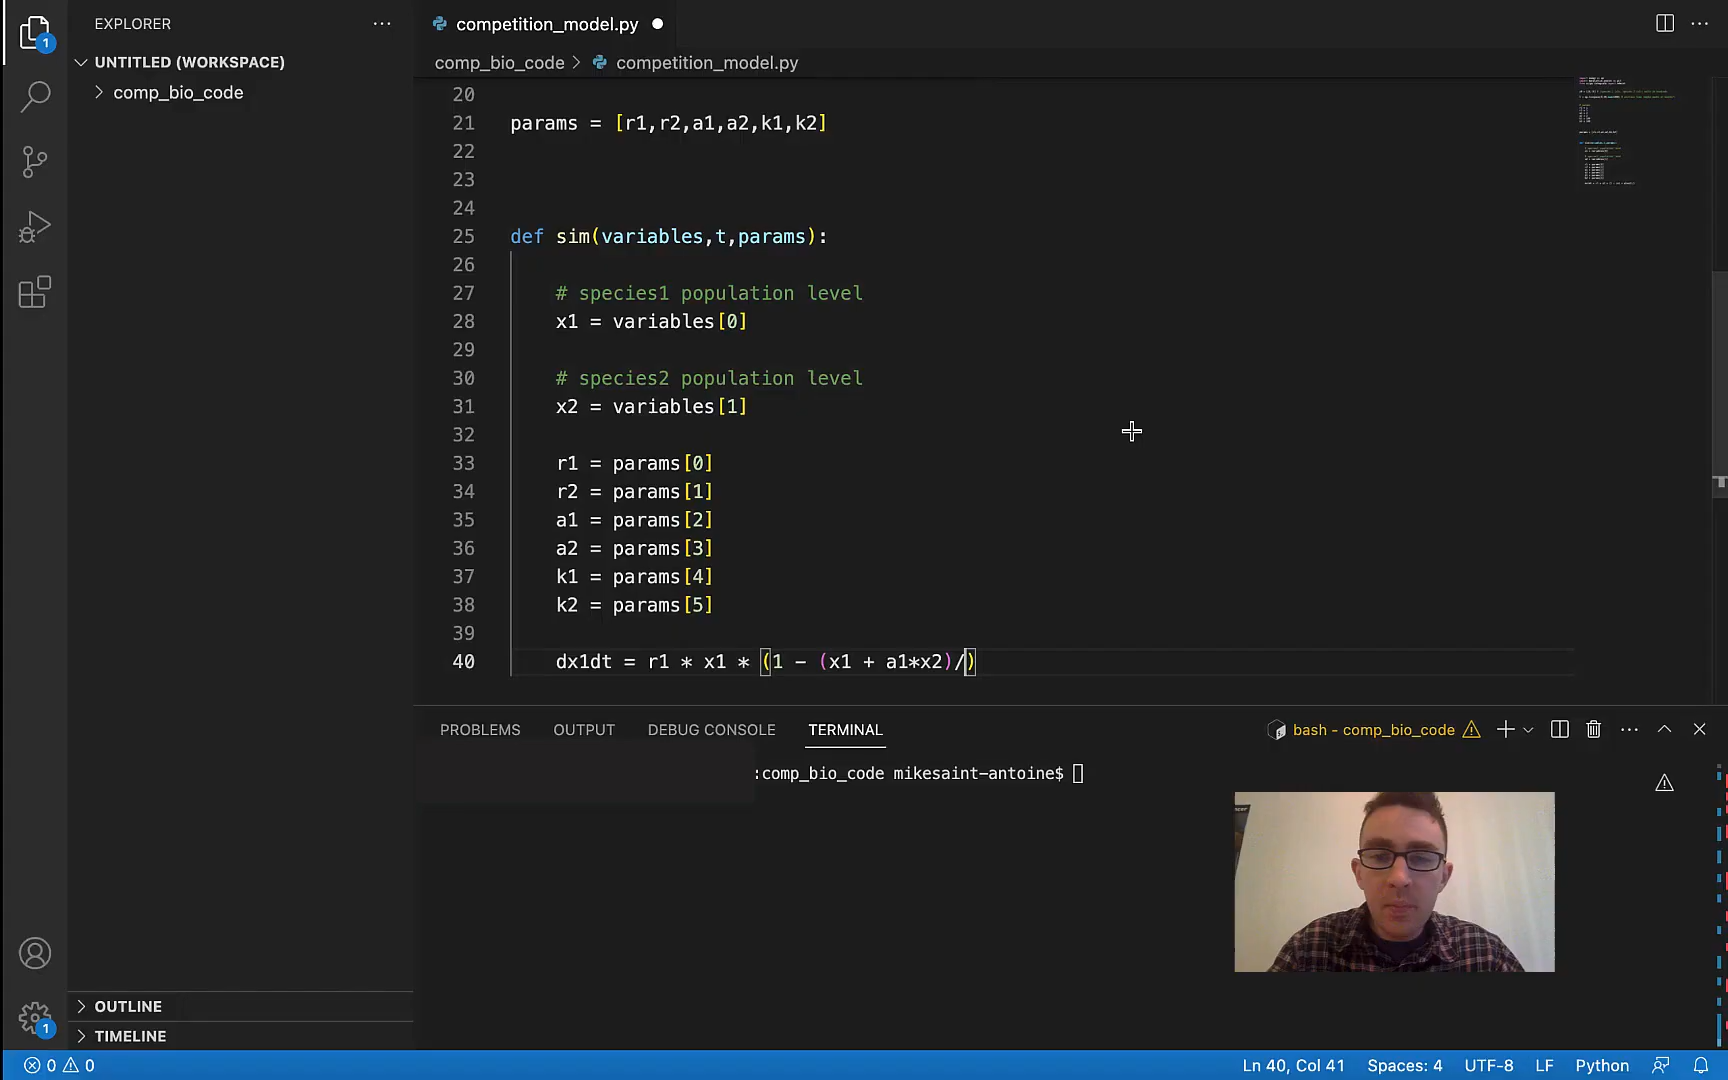 EXPLORER
competition_model.py
1
UNTITLED (WORKSPACE)
comp_bio_code > competition_model.py
comp_bio_code
20
21 params = [r1,r2,a1,a2,k1,k2]
22
23
24
25 def sim(variables,t,params):
26
27 # species1 population level
28 x1 = variables[0]
29
30 # species2 population level
31 x2 = variables[1]
32
33 r1 = params[0]
34 r2 = params[1]
35 a1 = params[2]
36 a2 = params[3]
37 k1 = params[4]
38 k2 = params[5]
39
40 dx1dt = r1 * x1 * (1 - (x1 + a1*x2)/)
PROBLEMS OUTPUT DEBUG CONSOLE TERMINAL
bash - comp_bio_code
:comp_bio_code mikesaint-antoine$
OUTLINE
1
TIMELINE
0 0
Ln 40, Col 41 Spaces: 4 UTF-8 LF Python